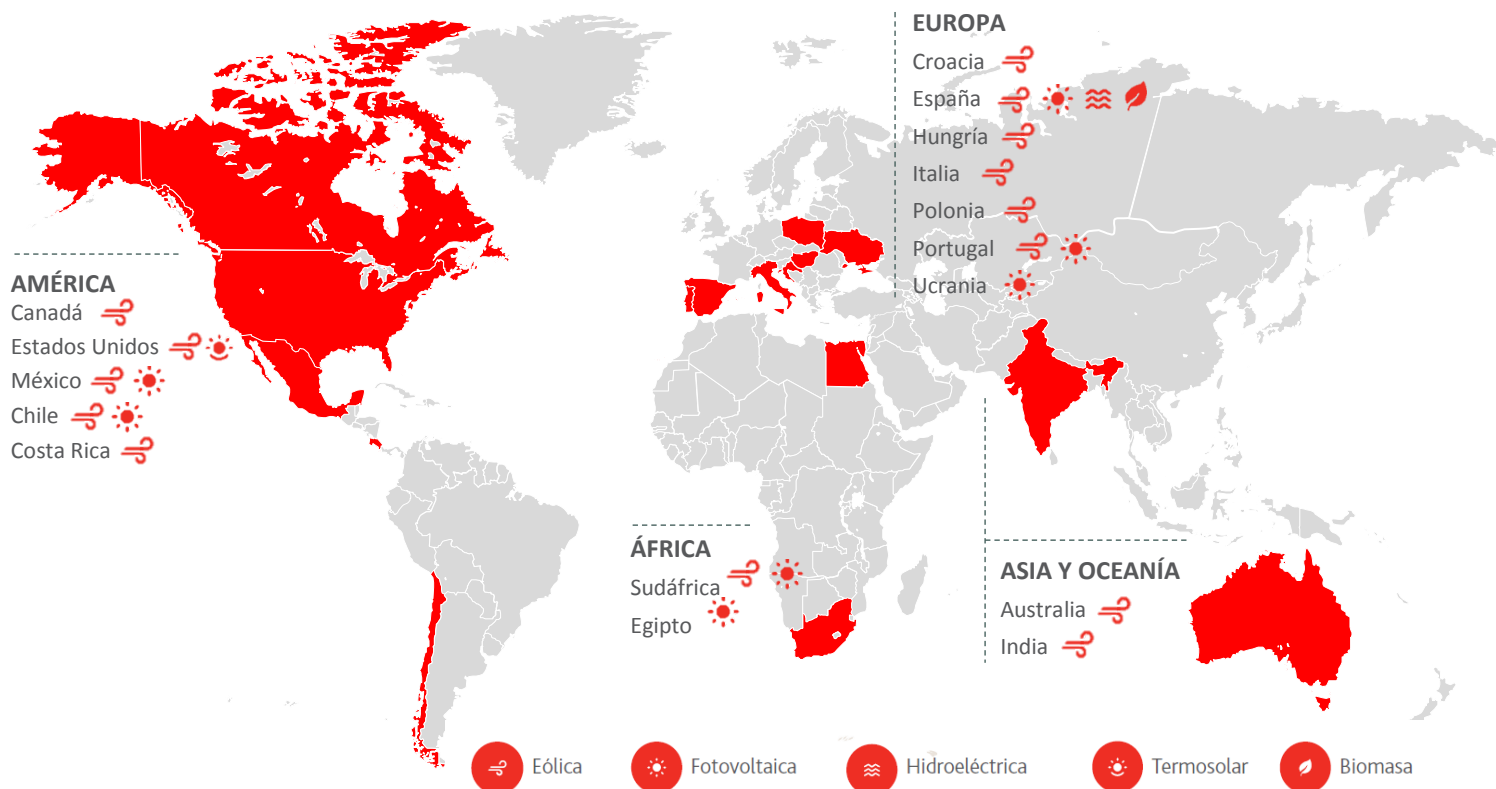 EUROPA
Croacia
España
Hungría
Italia
Polonia
Portugal
Ucrania
AMÉRICA
Canadá
Estados Unidos
México
Chile
Costa Rica
ÁFRICA
Sudáfrica
Egipto
ASIA Y OCEANÍA
Australia
India
Eólica
Fotovoltaica
Hidroeléctrica
Termosolar
Biomasa